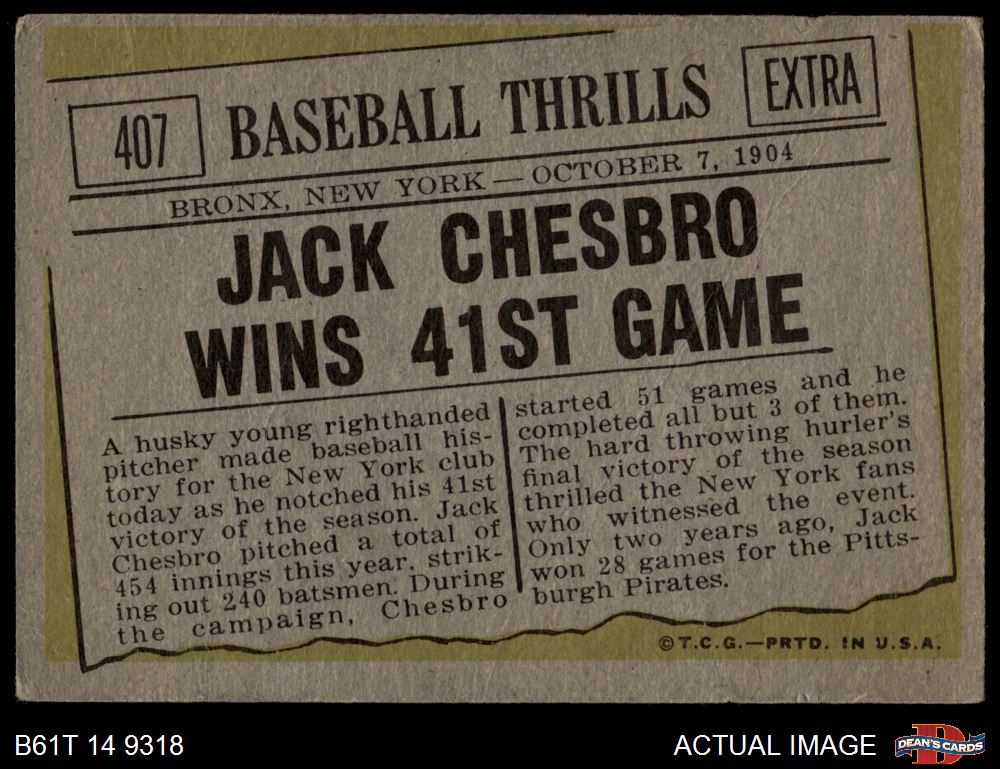 407
BASEBALL THRILLS
EXTRA
BRONX, NEW YORK — OCTOBER 7, 1904
JACK CHESBRO
WINS 41ST GAME
A husky young righthanded
pitcher made baseball his-
tory for the New York club
today as he notched his 41st
victory of the season. Jack
Chesbro pitched a total of
454 innings this year, strik-
ing out 240 batsmen. During
the campaign, Chesbro
started 51 games and he
completed all but 3 of them.
The hard throwing hurler's
final victory of the season
thrilled the New York fans
who witnessed the event.
Only two years ago, Jack
won 28 games for the Pitts-
burgh Pirates.
© T.C.G.—PRTD. IN U.S.A.
B61T 14 9318
ACTUAL IMAGE
D
DEAN'S CARDS